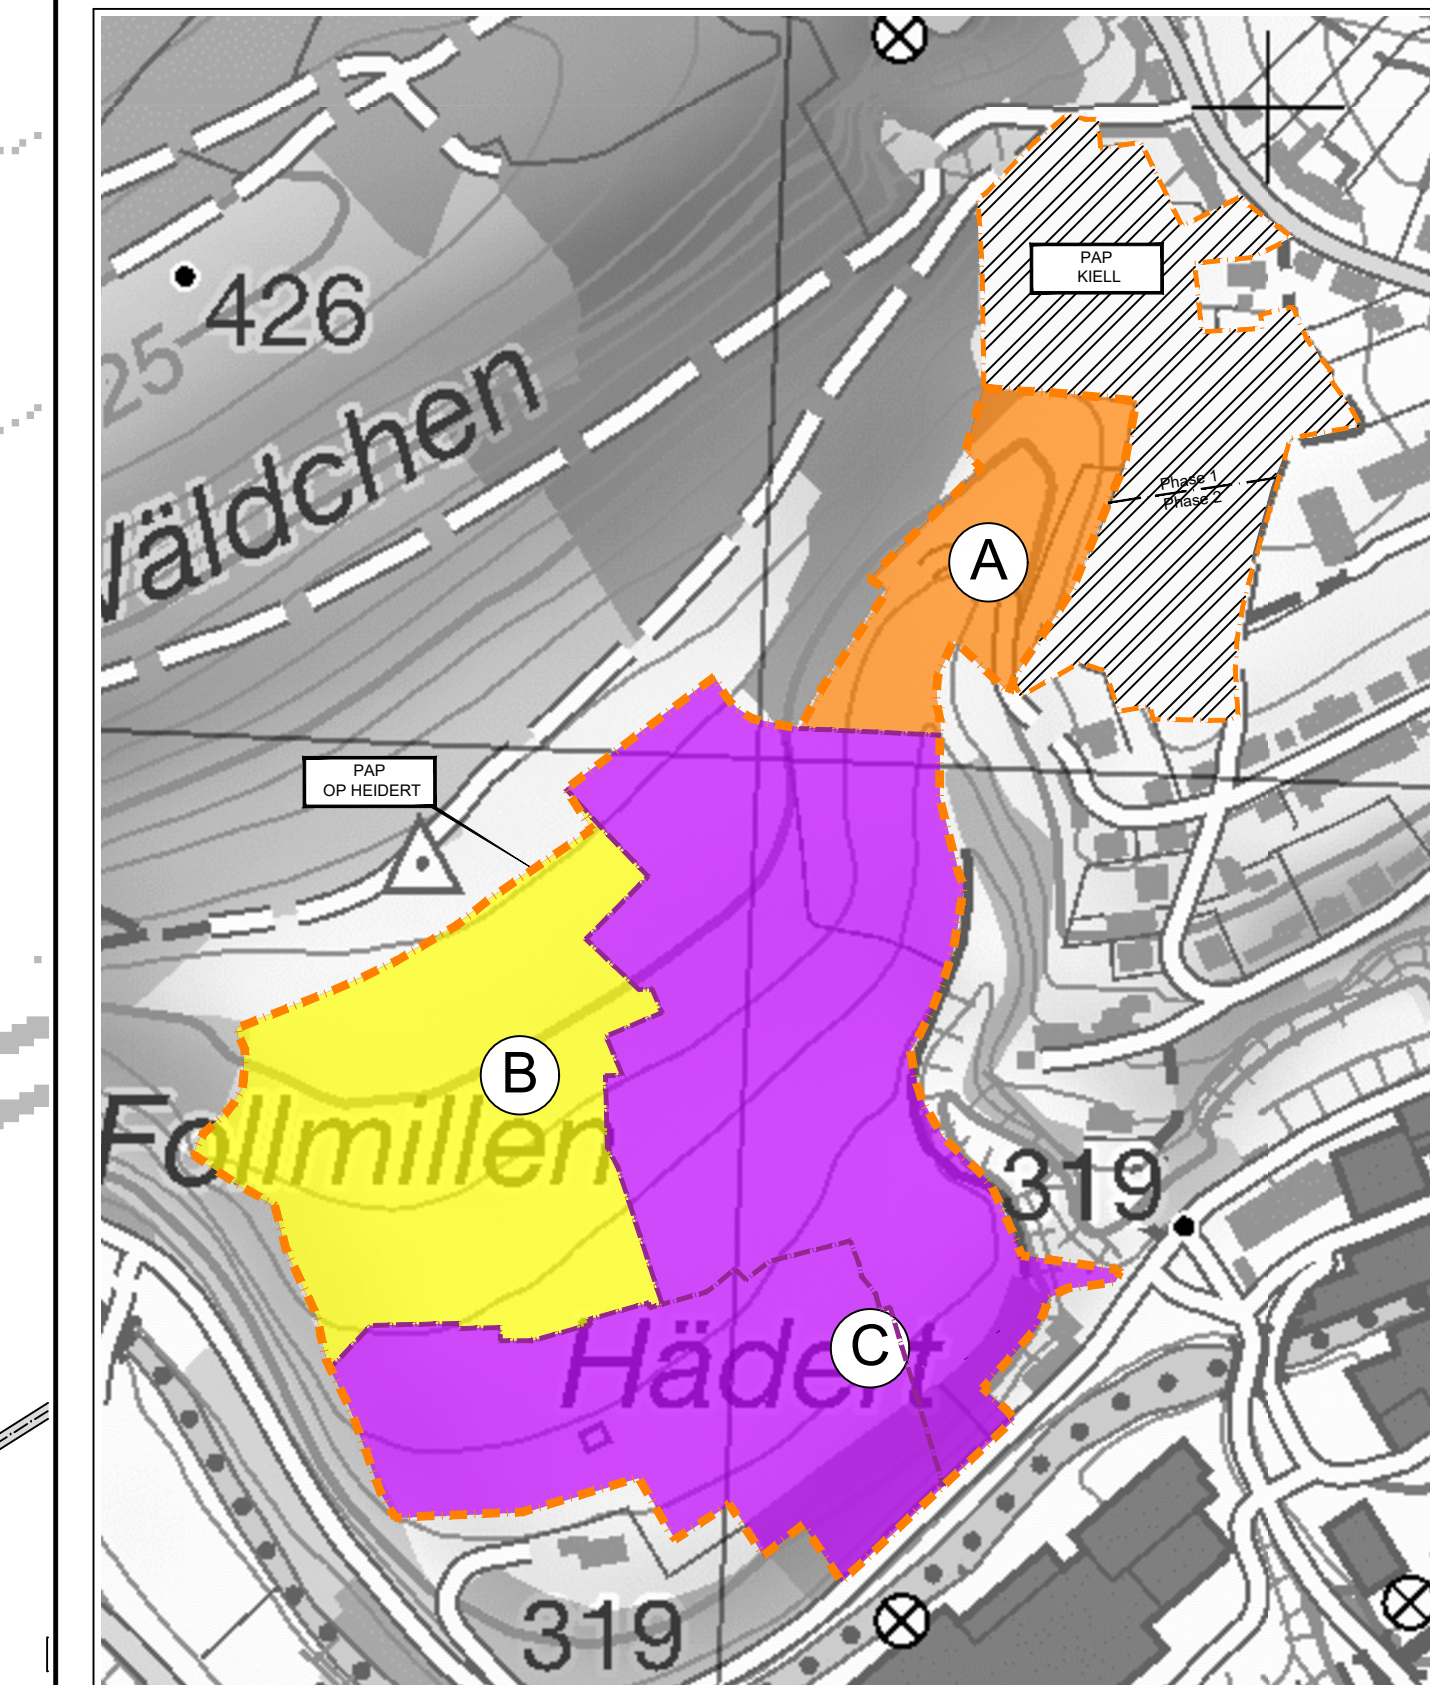 426
25
Wäldchen
PAP
KIELL
Phase 1
Phase 2
A
PAP
OP HEIDERT
B
Follmillen
319
C
Hädert
319